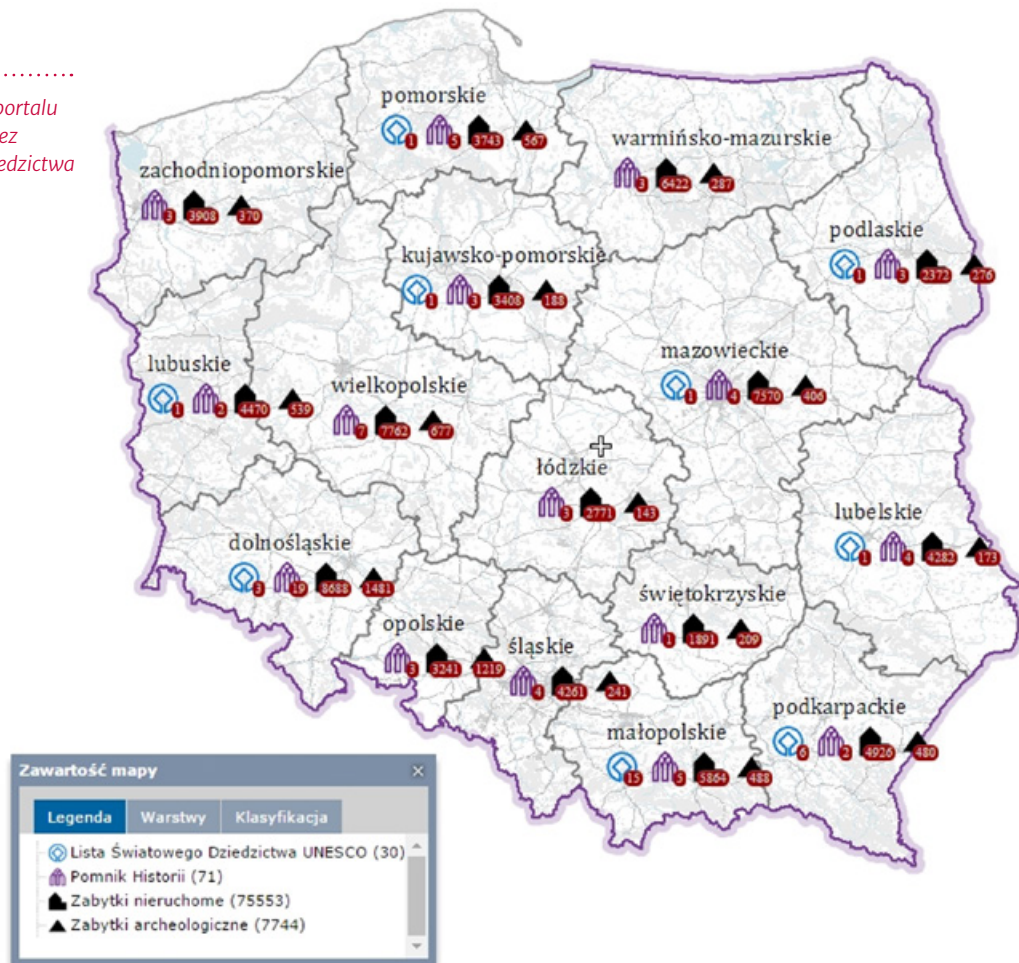 portalu
ez
edzictwa
pomorskie
1 5 3743 567
warmińsko-mazurskie
3 6422 287
zachodniopomorskie
3 3908 370
podlaskie
1 3 2372 276
kujawsko-pomorskie
1 3 3408 188
mazowieckie
1 4 7570 406
lubuskie
1 2 4470 539
wielkopolskie
7 7762 677
łódzkie
3 2771 143
lubelskie
1 4 4282 173
dolnośląskie
3 19 8688 1481
świętokrzyskie
1 1891 209
opolskie
3 3241 1219
śląskie
4 4261 241
podkarpackie
6 2 4926 480
małopolskie
15 5 5864 488
Zawartość mapy
Legenda Warstwy Klasyfikacja
Lista Światowego Dziedzictwa UNESCO (30)
Pomnik Historii (71)
Zabytki nieruchome (75553)
Zabytki archeologiczne (7744)